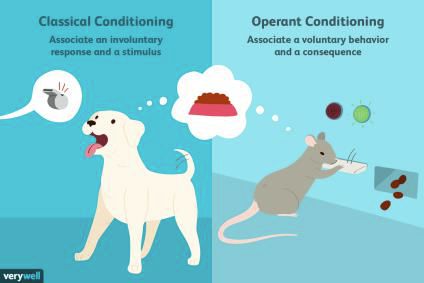 Classical Conditioning
Associate an involuntary
response and a stimulus
Operant Conditioning
Associate a voluntary behavior
and a consequence
verywell